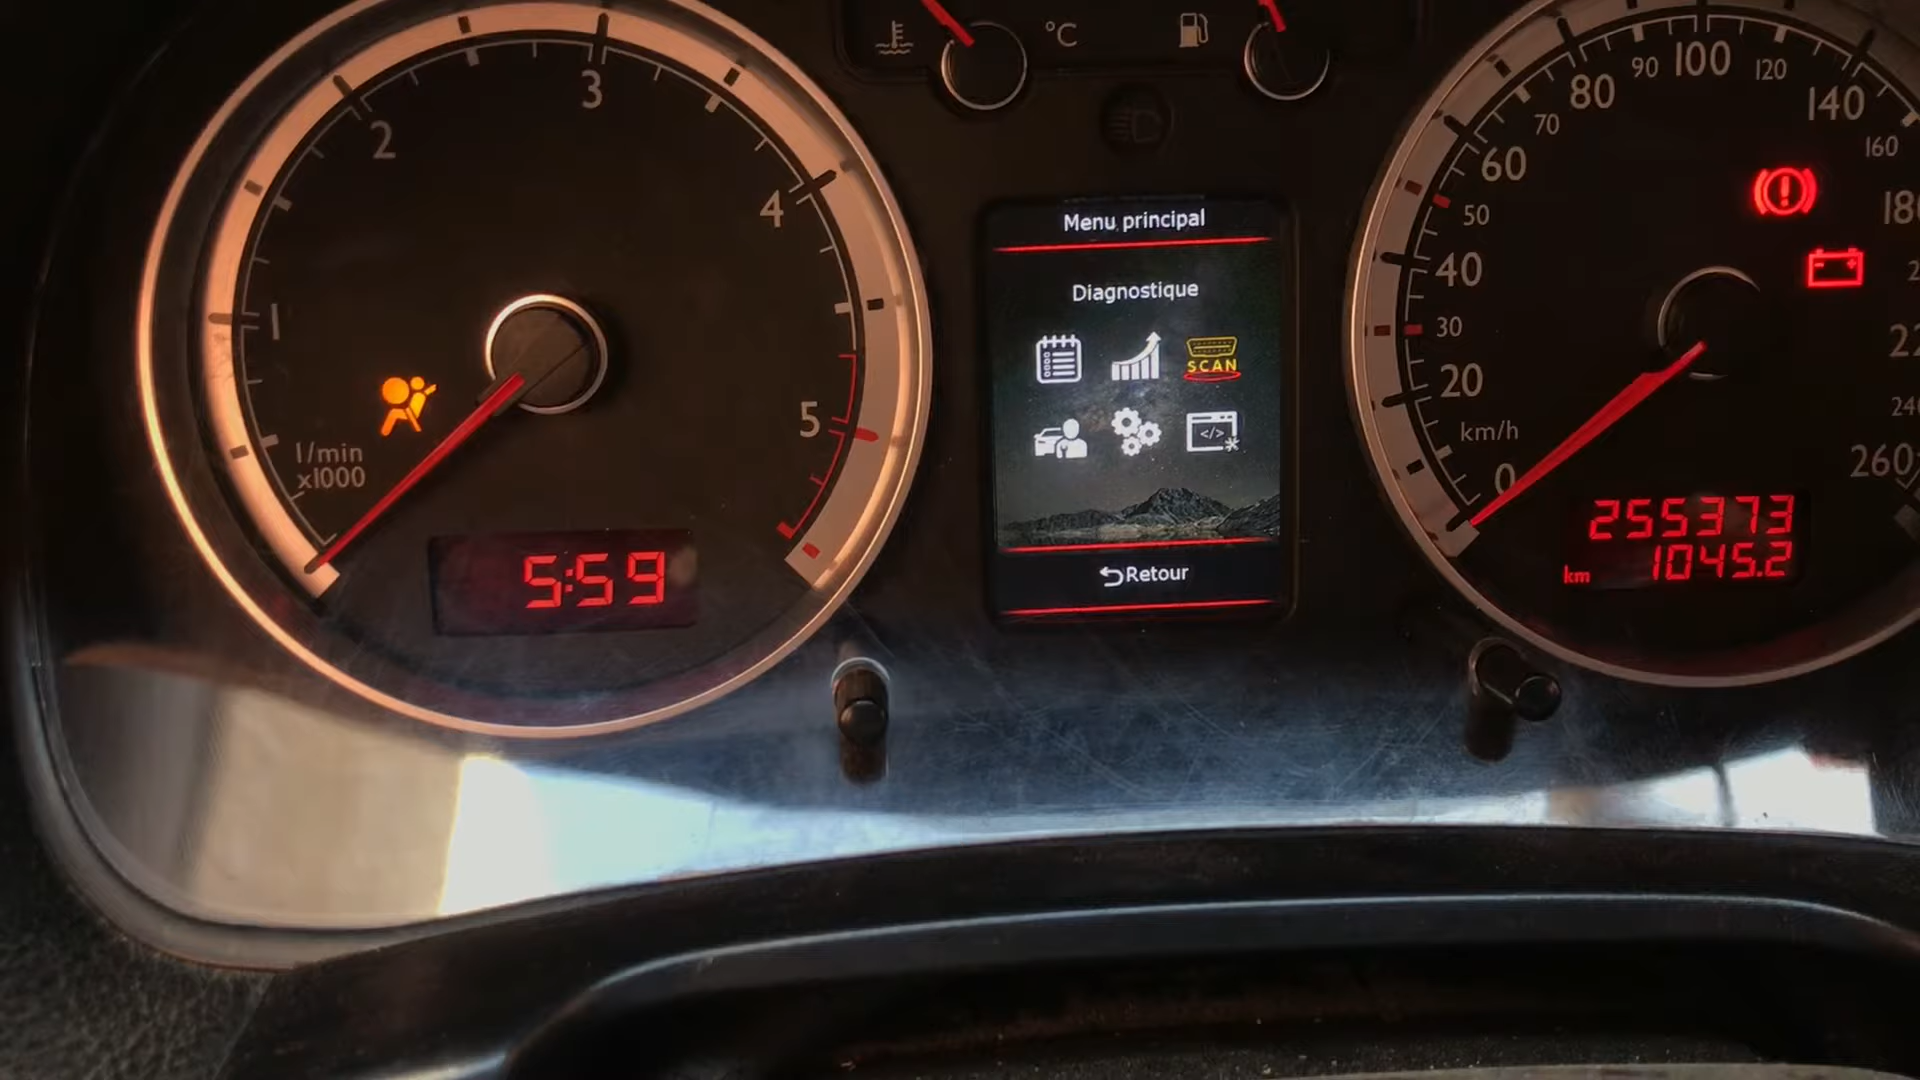 1
2
3
4
5
1/min
x1000
5:59
°C
Menu principal
Diagnostique
SCAN
</>
Retour
0
20
30
40
50
60
70
80
90
100
120
140
160
260
km/h
255373
km 1045.2